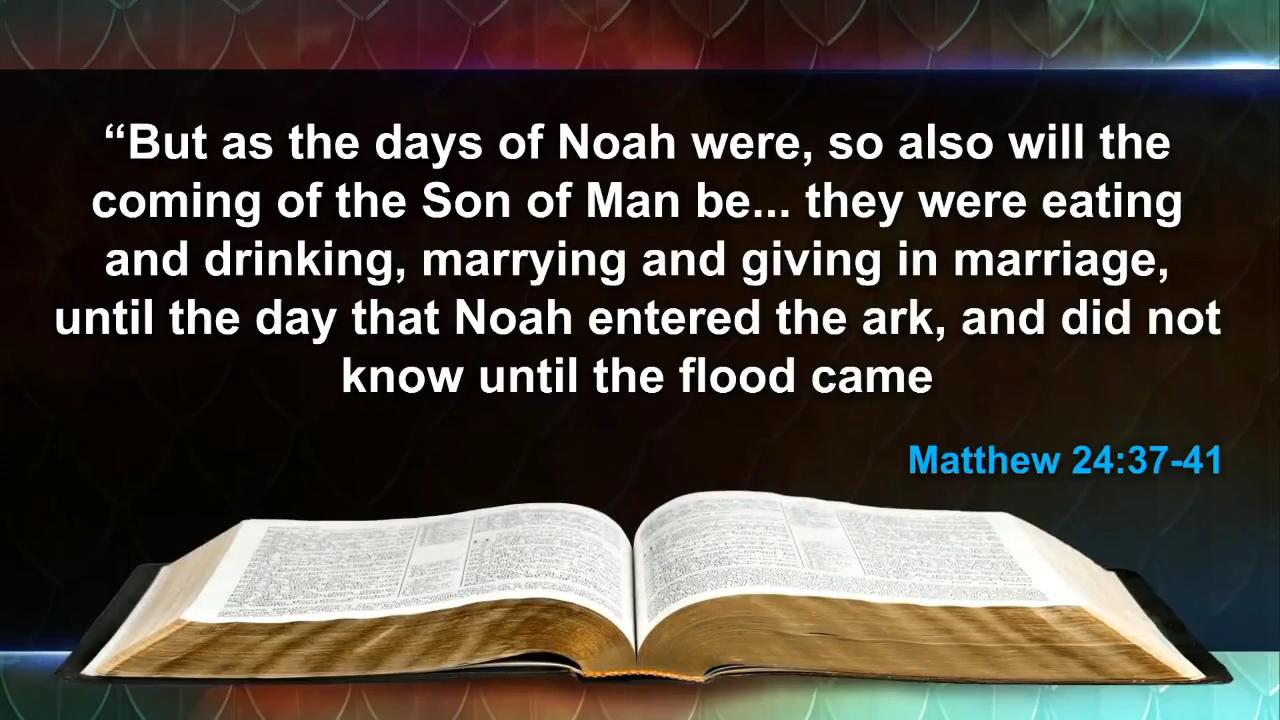 “But as the days of Noah were, so also will the
coming of the Son of Man be... they were eating
and drinking, marrying and giving in marriage,
until the day that Noah entered the ark, and did not
know until the flood came
Matthew 24:37-41